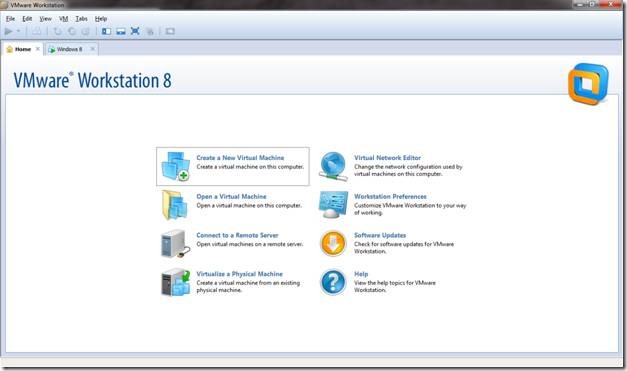 VMware Workstation
File Edit View VM Tabs Help
Home Windows 8
VMware® Workstation 8
Create a New Virtual Machine
Create a virtual machine on this computer.
Open a Virtual Machine
Open a virtual machine on this computer.
Connect to a Remote Server
Open virtual machines on a remote server.
Virtualize a Physical Machine
Create a virtual machine from an existing
physical machine.
Virtual Network Editor
Change the network configuration used by
virtual machines on this computer.
Workstation Preferences
Customize VMware Workstation to your way
of working.
Software Updates
Check for software updates for VMware
Workstation.
Help
View the help topics for VMware
Workstation.